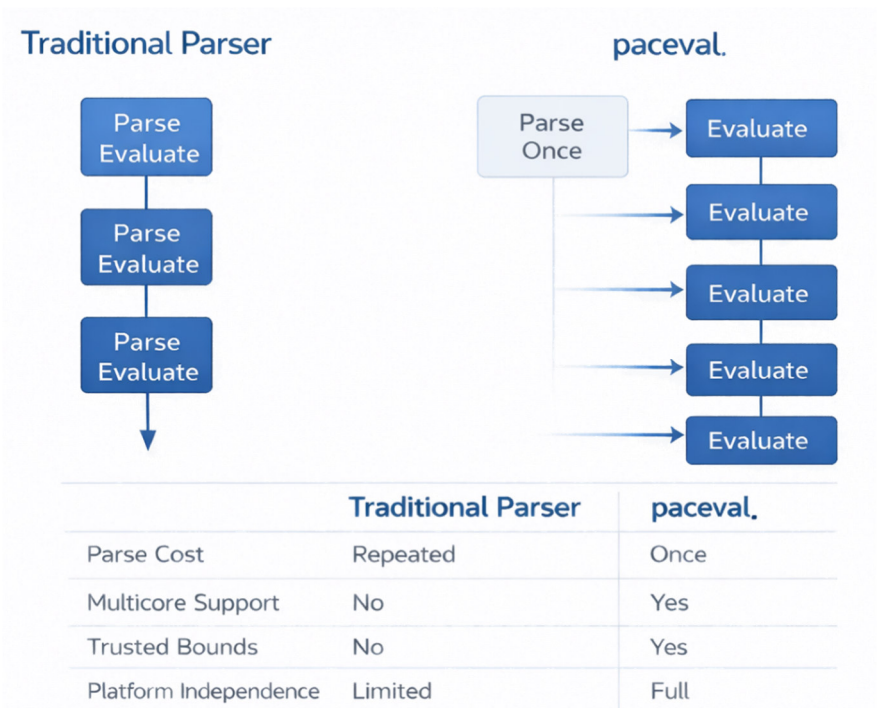 Traditional Parser
paceval.
Parse
Evaluate
Parse
Evaluate
Parse
Evaluate
Parse
Once
Evaluate
Evaluate
Evaluate
Evaluate
Evaluate
Traditional Parser paceval.
Parse Cost Repeated Once
Multicore Support No Yes
Trusted Bounds No Yes
Platform Independence Limited Full